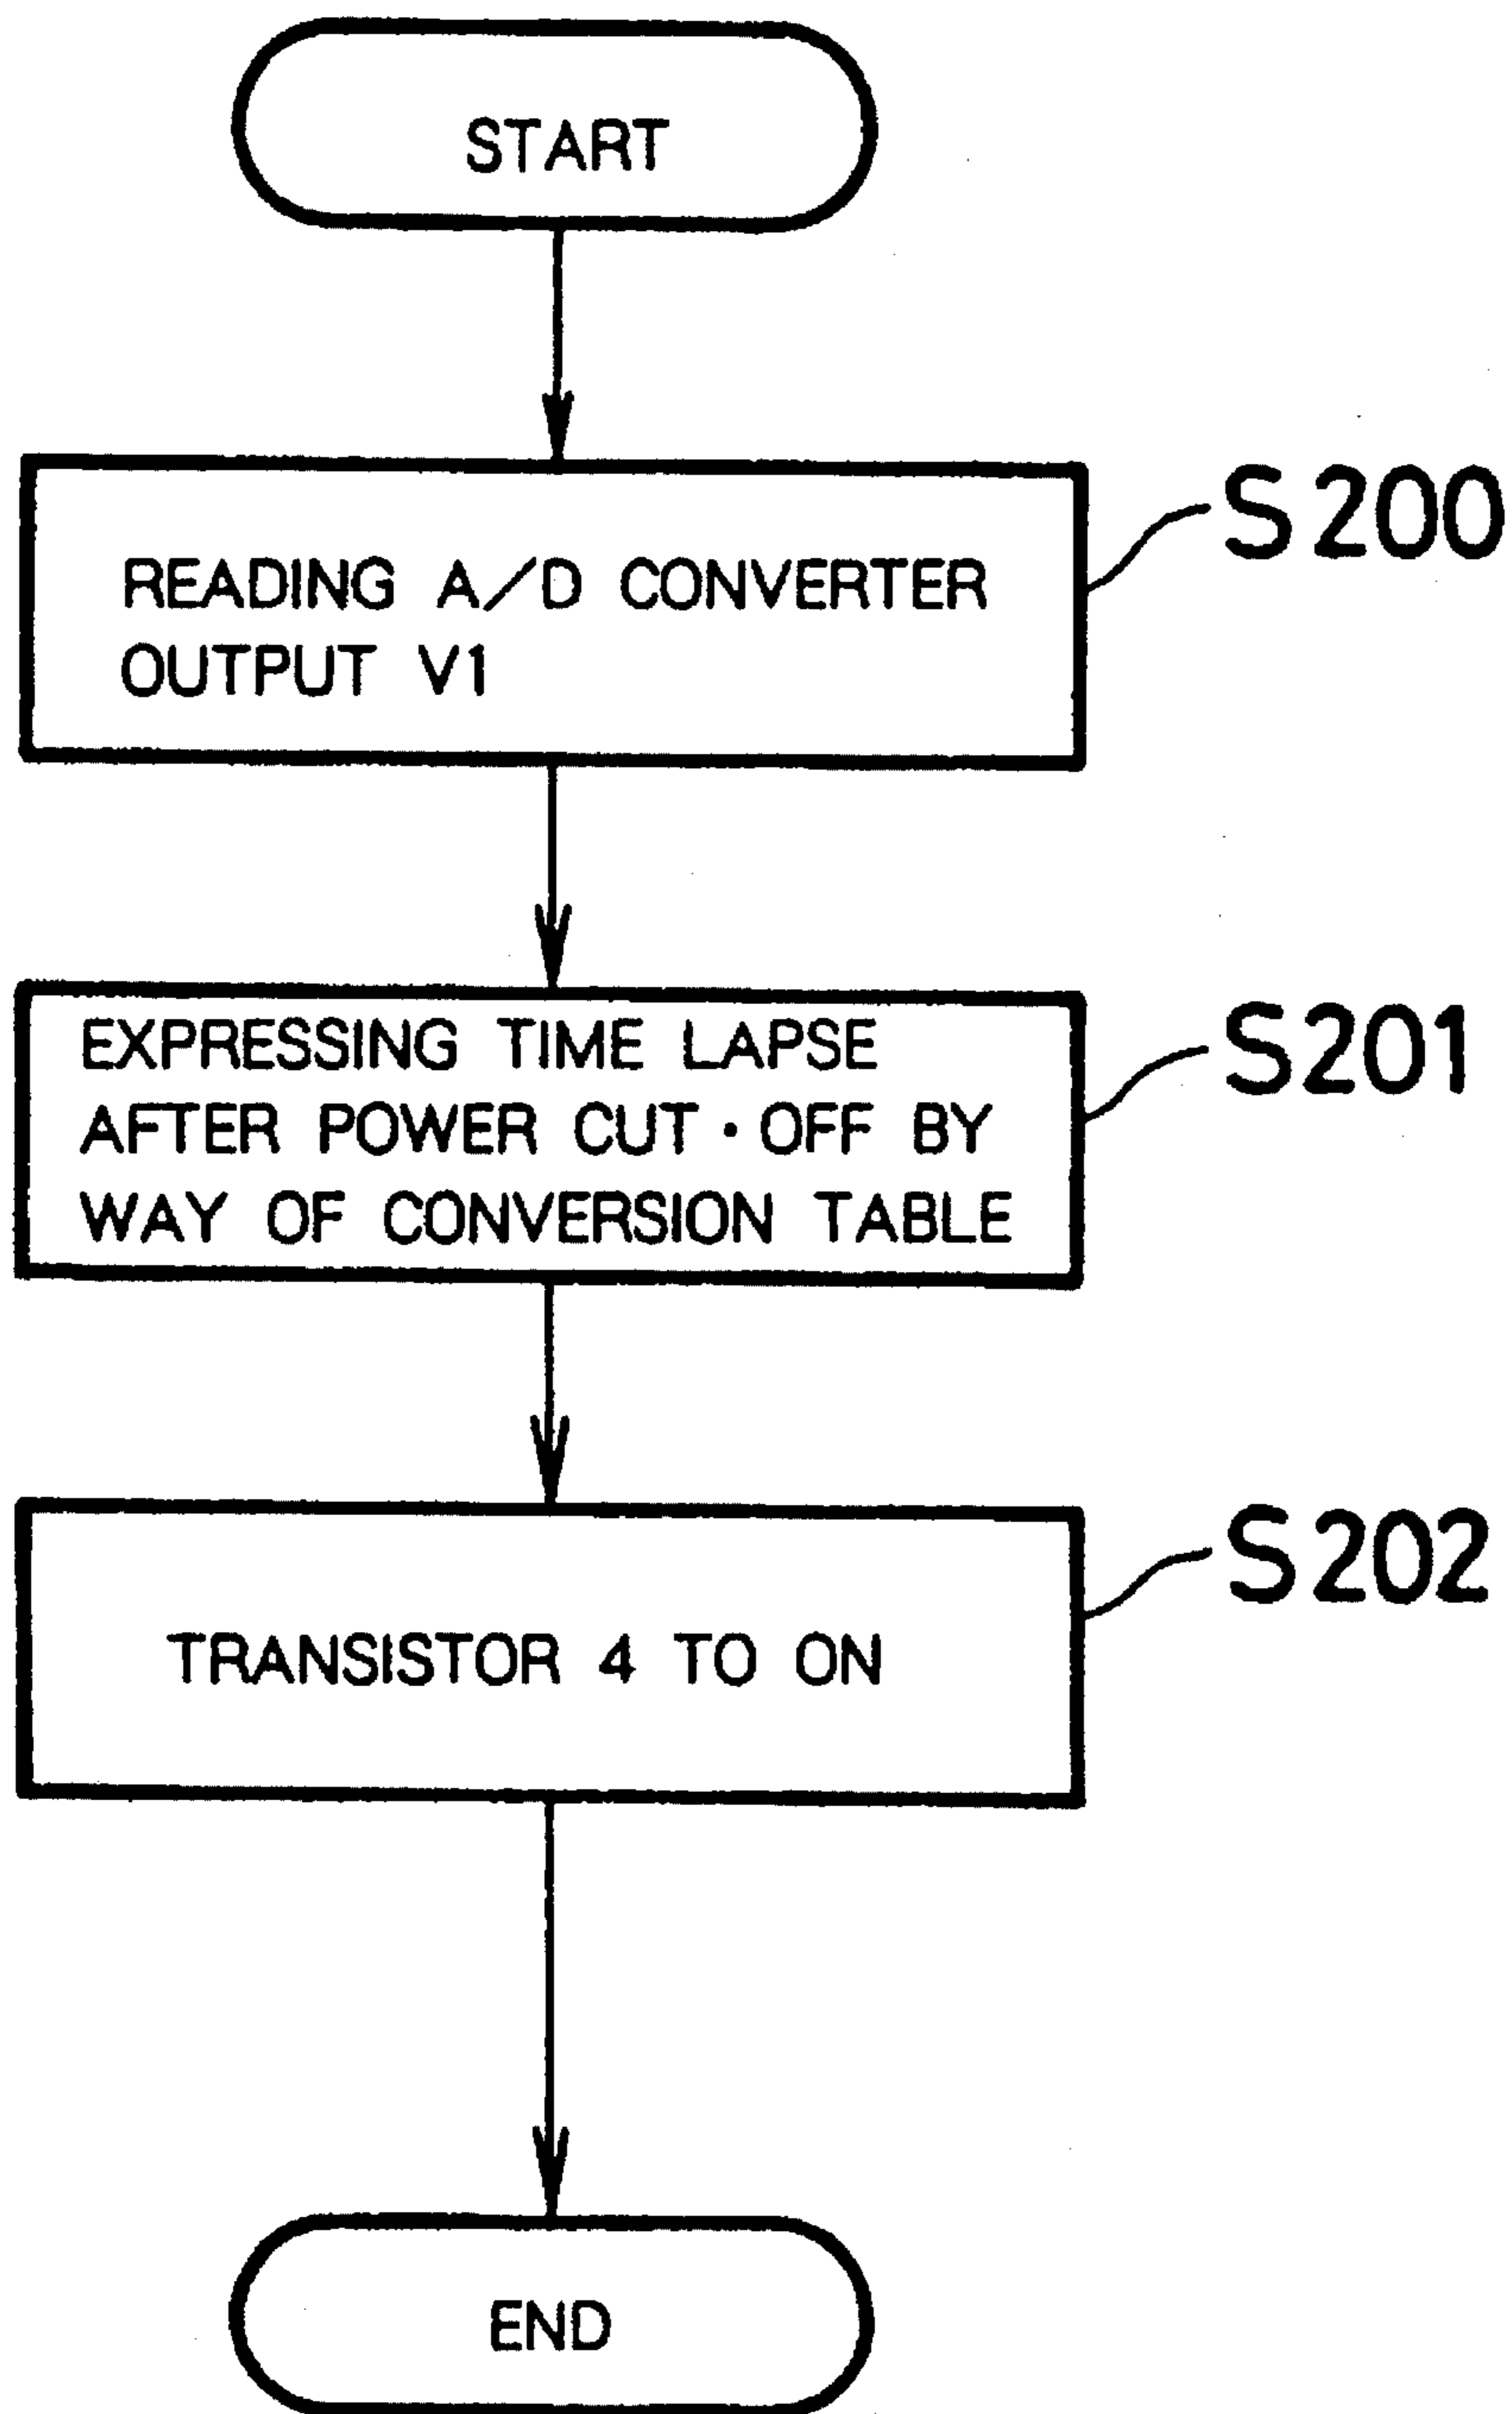 START
S200
READING A/D CONVERTER
OUTPUT V1
S201
EXPRESSING TIME LAPSE
AFTER POWER CUT・OFF BY
WAY OF CONVERSION TABLE
S202
TRANSISTOR 4 TO ON
END